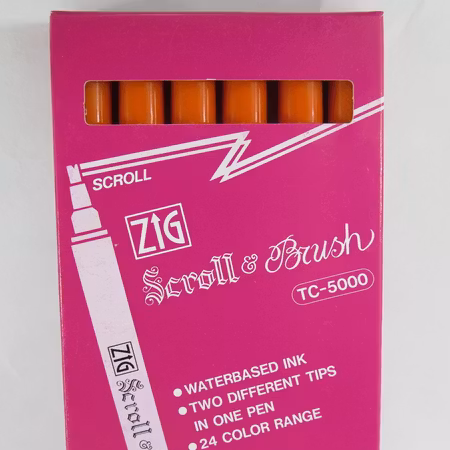 SCROLL
ZIG
Scroll & Brush
TC-5000
• WATERBASED INK
• TWO DIFFERENT TIPS
IN ONE PEN
• 24 COLOR RANGE
ZIG
Scroll &